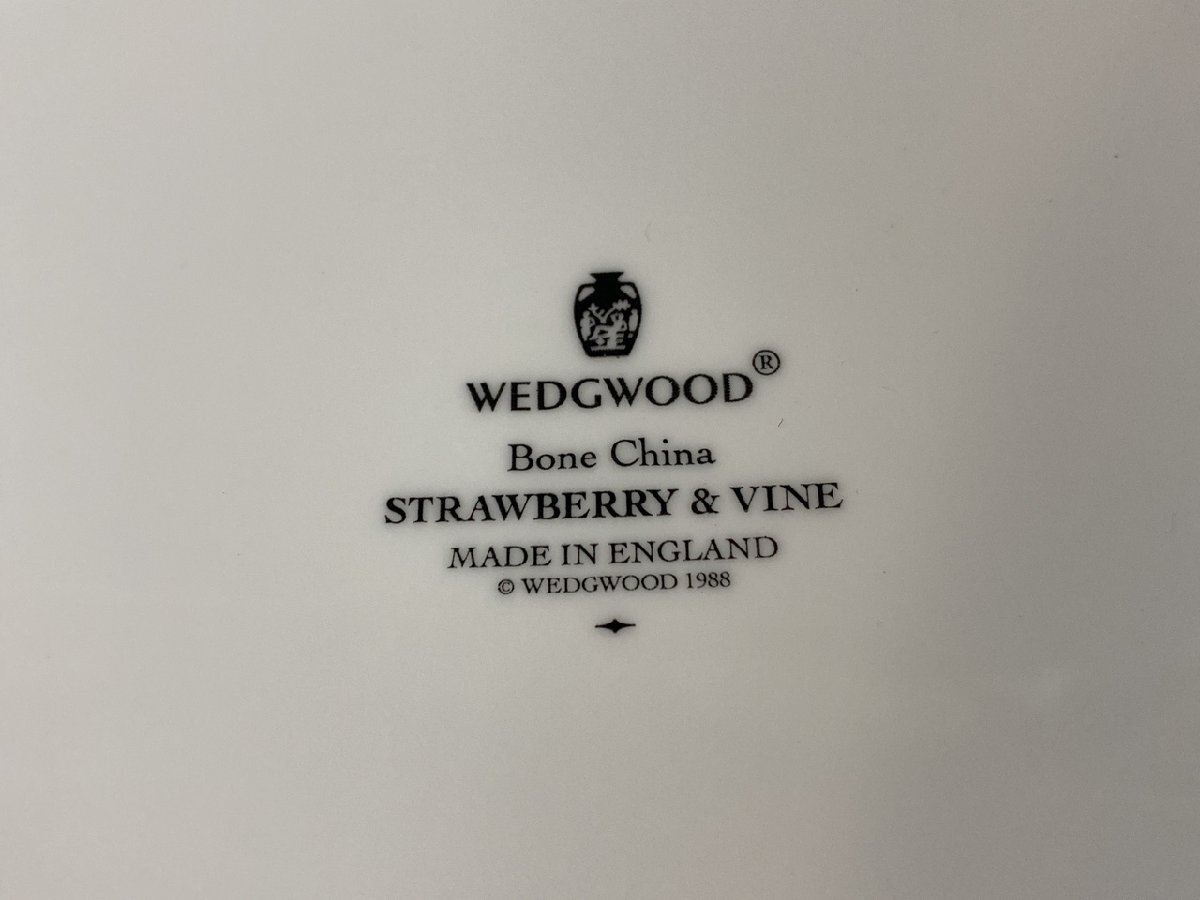 WEDGWOOD®
Bone China
STRAWBERRY & VINE
MADE IN ENGLAND
© WEDGWOOD 1988